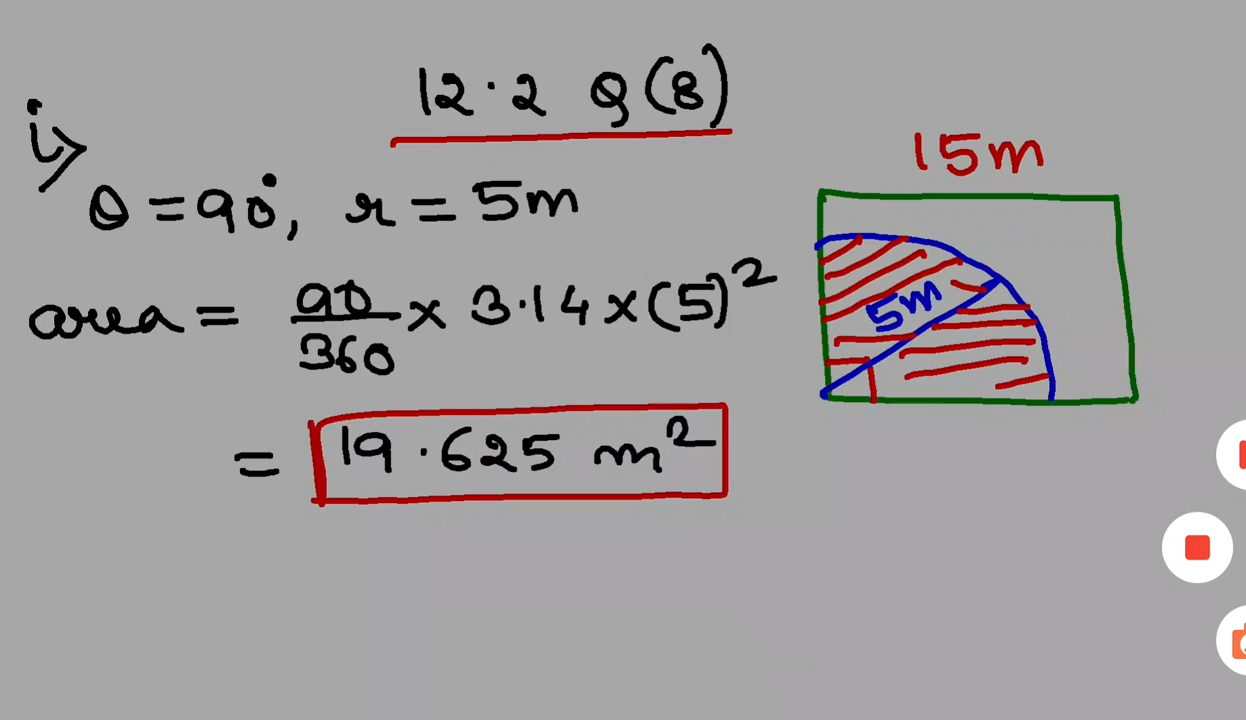 12.2 Q(8)
i>
θ = 90°, r = 5m
area = 90/360 × 3.14 × (5)²
= 19.625 m²
15m
5m